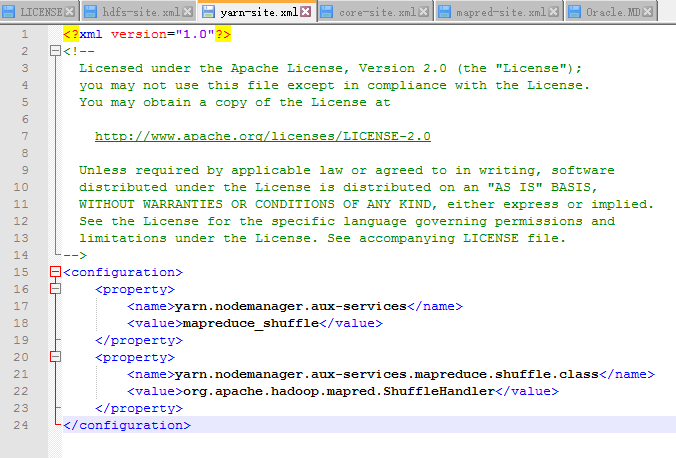 LICENSE hdfs-site.xml yarn-site.xml core-site.xml mapred-site.xml Oracle.MD
1 <?xml version="1.0"?>
2 <!--
3 Licensed under the Apache License, Version 2.0 (the "License");
4 you may not use this file except in compliance with the License.
5 You may obtain a copy of the License at
6
7 http://www.apache.org/licenses/LICENSE-2.0
8
9 Unless required by applicable law or agreed to in writing, software
10 distributed under the License is distributed on an "AS IS" BASIS,
11 WITHOUT WARRANTIES OR CONDITIONS OF ANY KIND, either express or implied.
12 See the License for the specific language governing permissions and
13 limitations under the License. See accompanying LICENSE file.
14 -->
15 <configuration>
16 <property>
17 <name>yarn.nodemanager.aux-services</name>
18 <value>mapreduce_shuffle</value>
19 </property>
20 <property>
21 <name>yarn.nodemanager.aux-services.mapreduce.shuffle.class</name>
22 <value>org.apache.hadoop.mapred.ShuffleHandler</value>
23 </property>
24 </configuration>